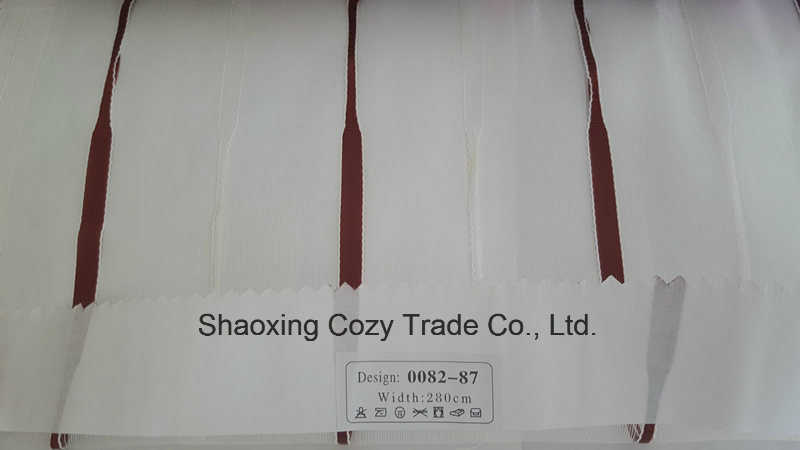 Shaoxing Cozy Trade Co., Ltd.
Design: 0082-87
Width:280cm